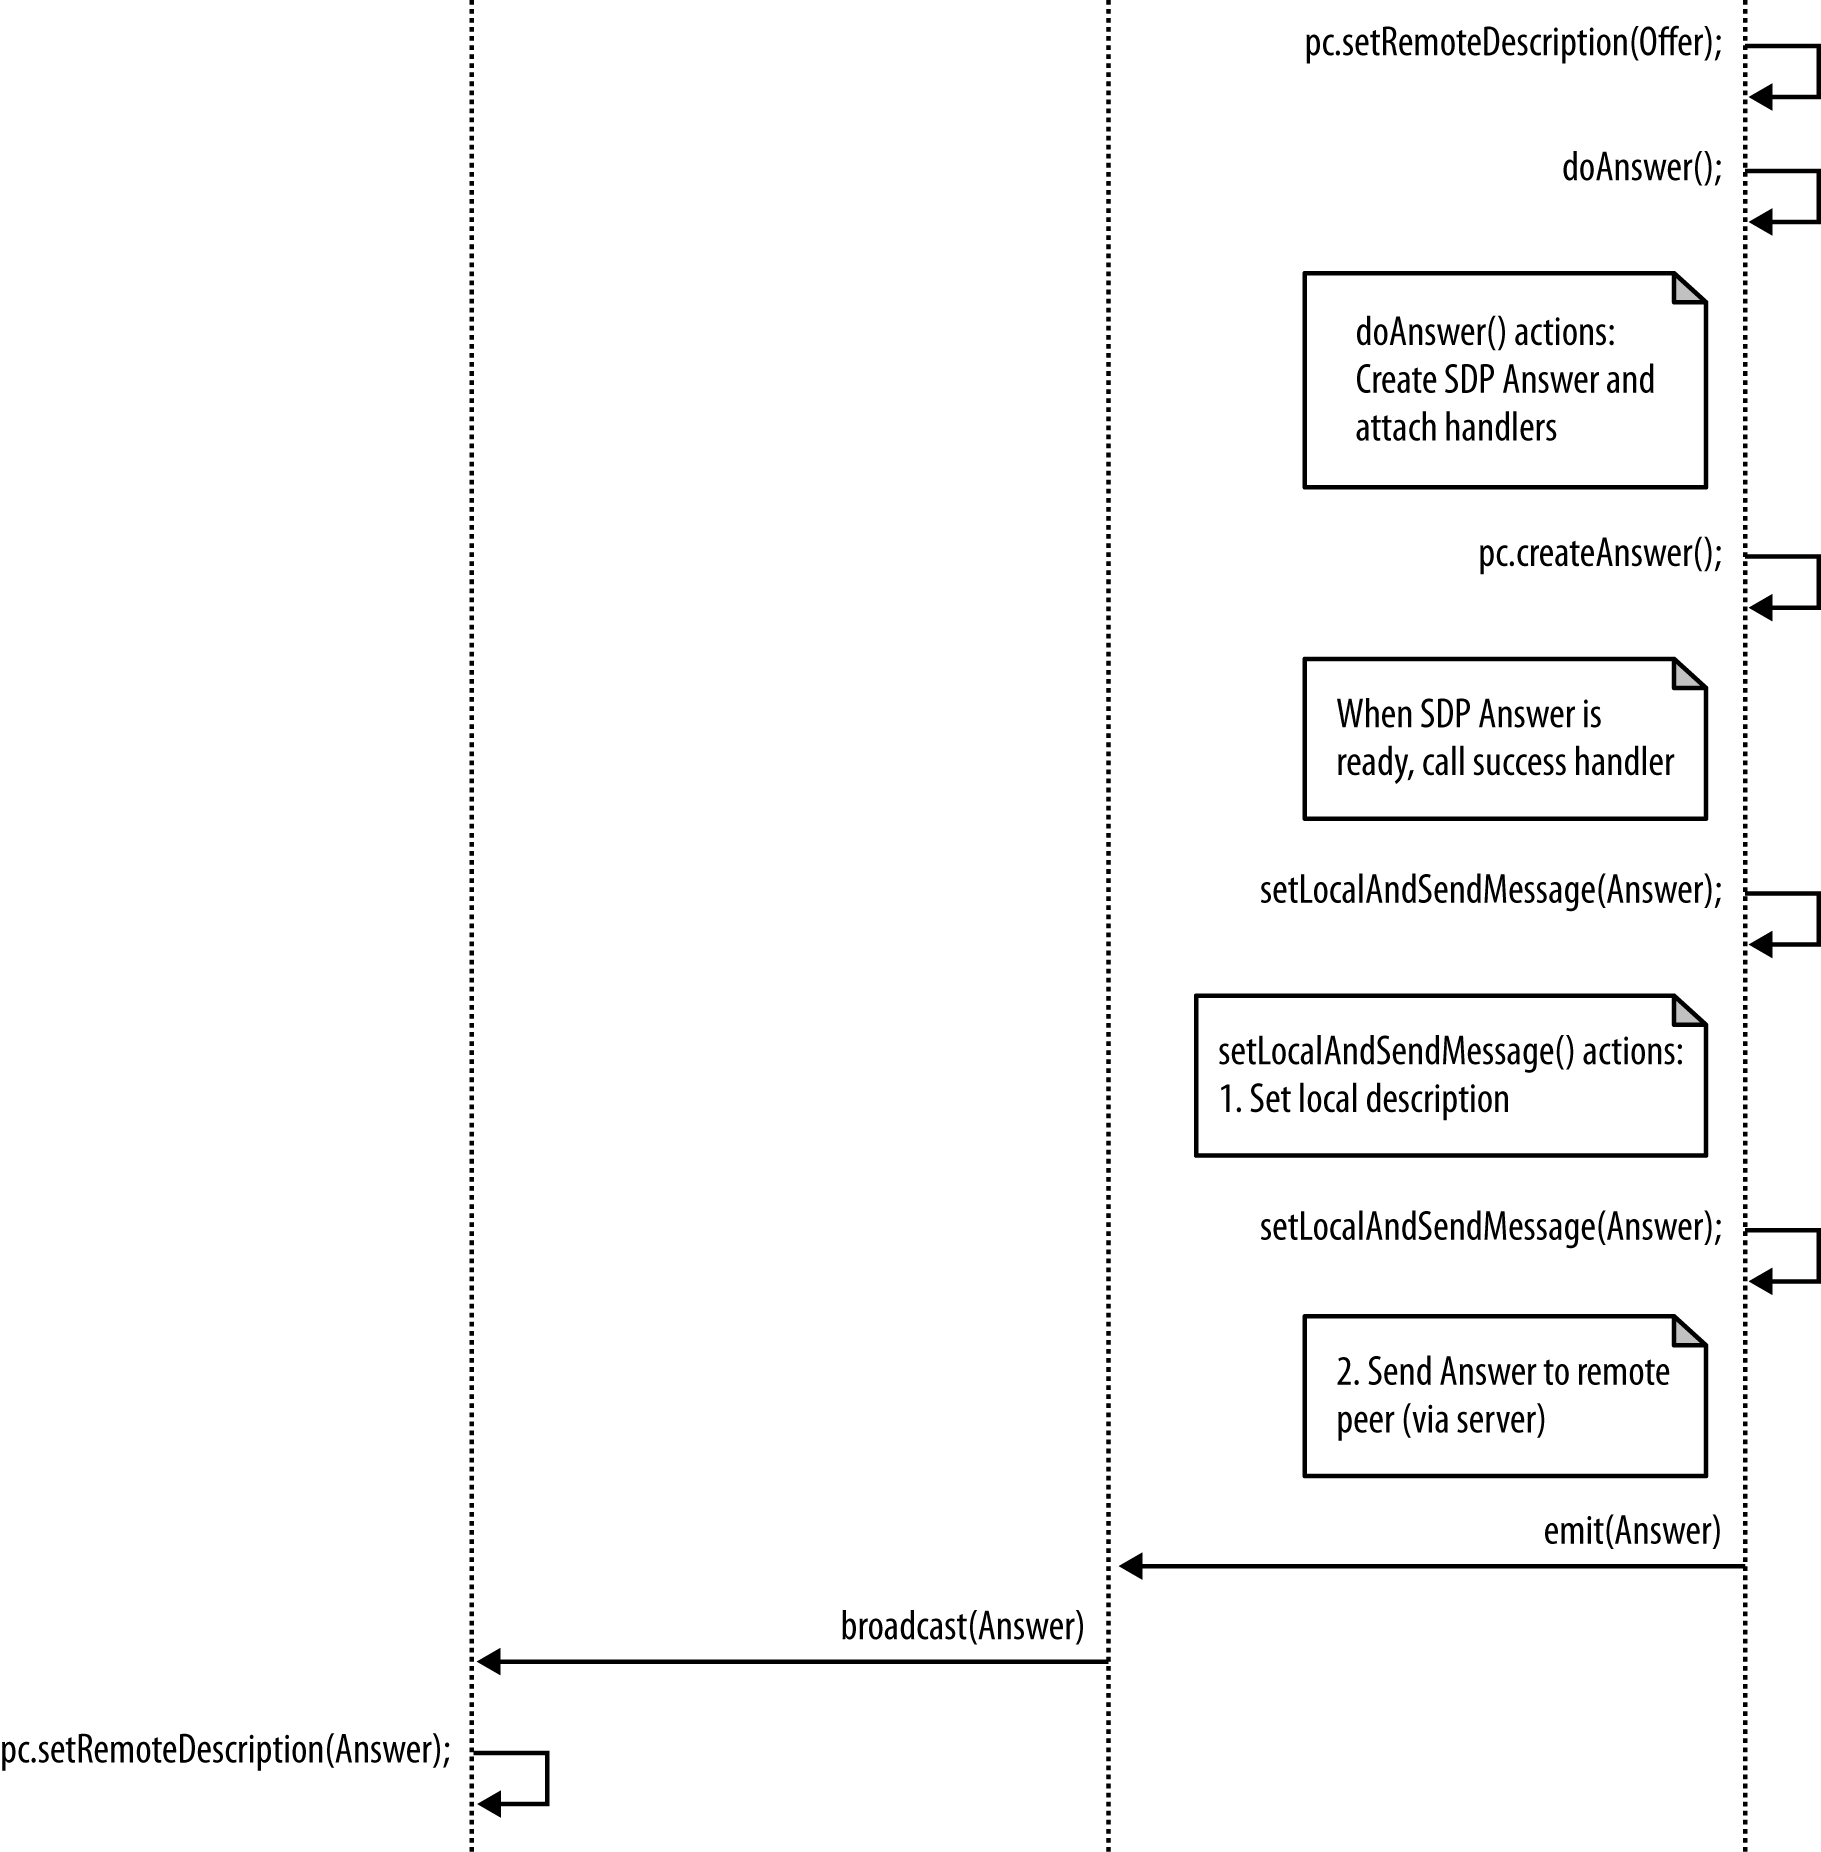 pc.setRemoteDescription(Offer);
doAnswer();
doAnswer() actions:
Create SDP Answer and
attach handlers
pc.createAnswer();
When SDP Answer is
ready, call success handler
setLocalAndSendMessage(Answer);
setLocalAndSendMessage() actions:
1. Set local description
setLocalAndSendMessage(Answer);
2. Send Answer to remote
peer (via server)
emit(Answer)
broadcast(Answer)
pc.setRemoteDescription(Answer);